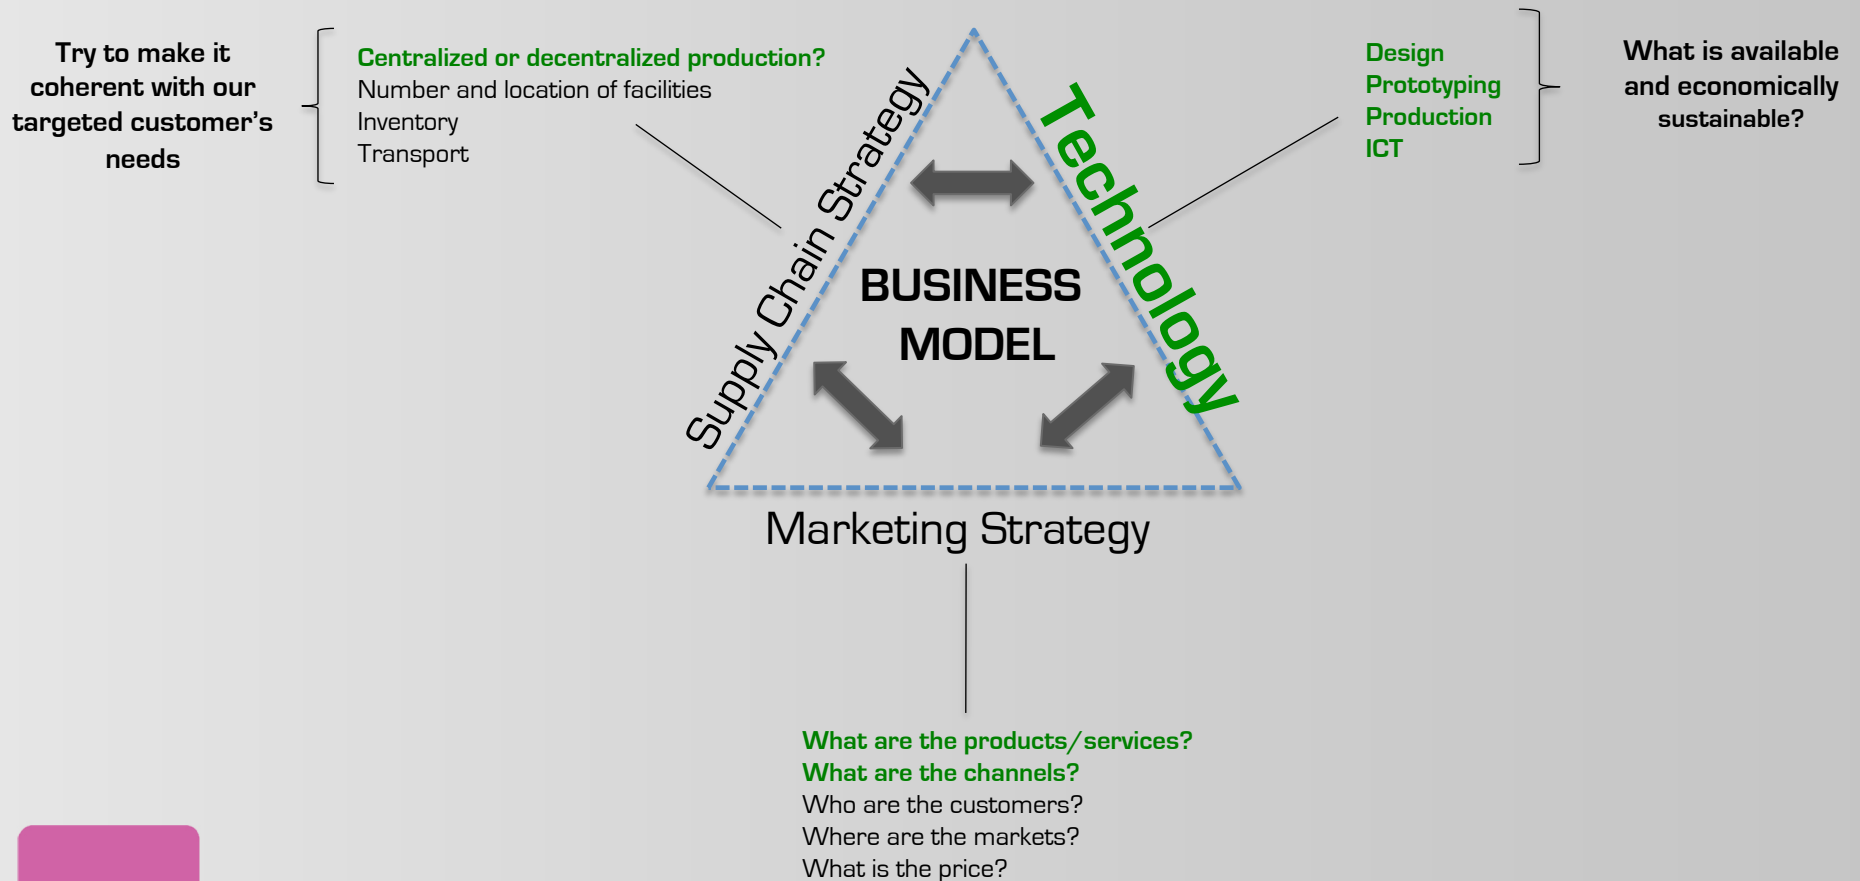 Try to make it
coherent with our
targeted customer's
needs
Centralized or decentralized production?
Number and location of facilities
Inventory
Transport
Supply Chain Strategy
Technology
Design
Prototyping
Production
ICT
What is available
and economically
sustainable?
BUSINESS
MODEL
Marketing Strategy
What are the products/services?
What are the channels?
Who are the customers?
Where are the markets?
What is the price?